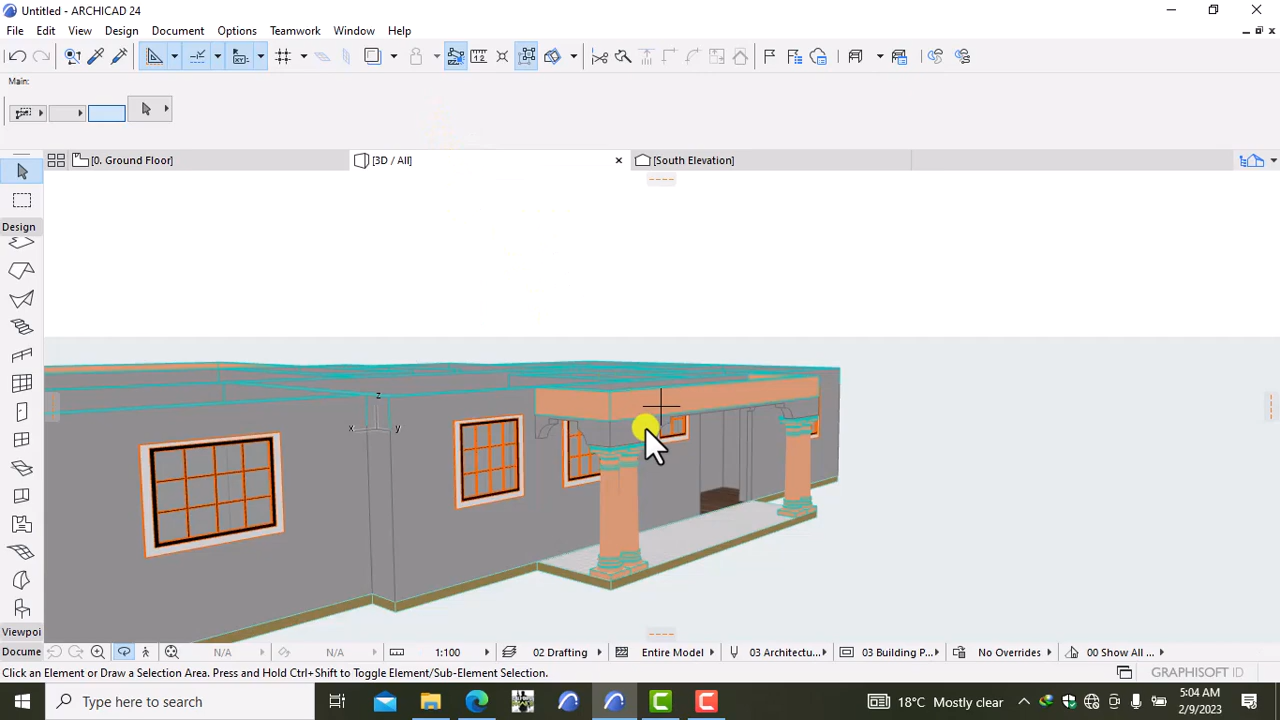 Untitled - ARCHICAD 24
File Edit View Design Document Options Teamwork Window Help
Main:
[0. Ground Floor] [3D / All] [South Elevation]
Design
z
x y
Viewpoi
Docume N/A N/A 1:100 02 Drafting Entire Model 03 Architectu... 03 Building P... No Overrides 00 Show All ...
Click an Element or Draw a Selection Area. Press and Hold Ctrl+Shift to Toggle Element/Sub-Element Selection. GRAPHISOFT ID
Type here to search 18°C Mostly clear 5:04 AM
2/9/2023